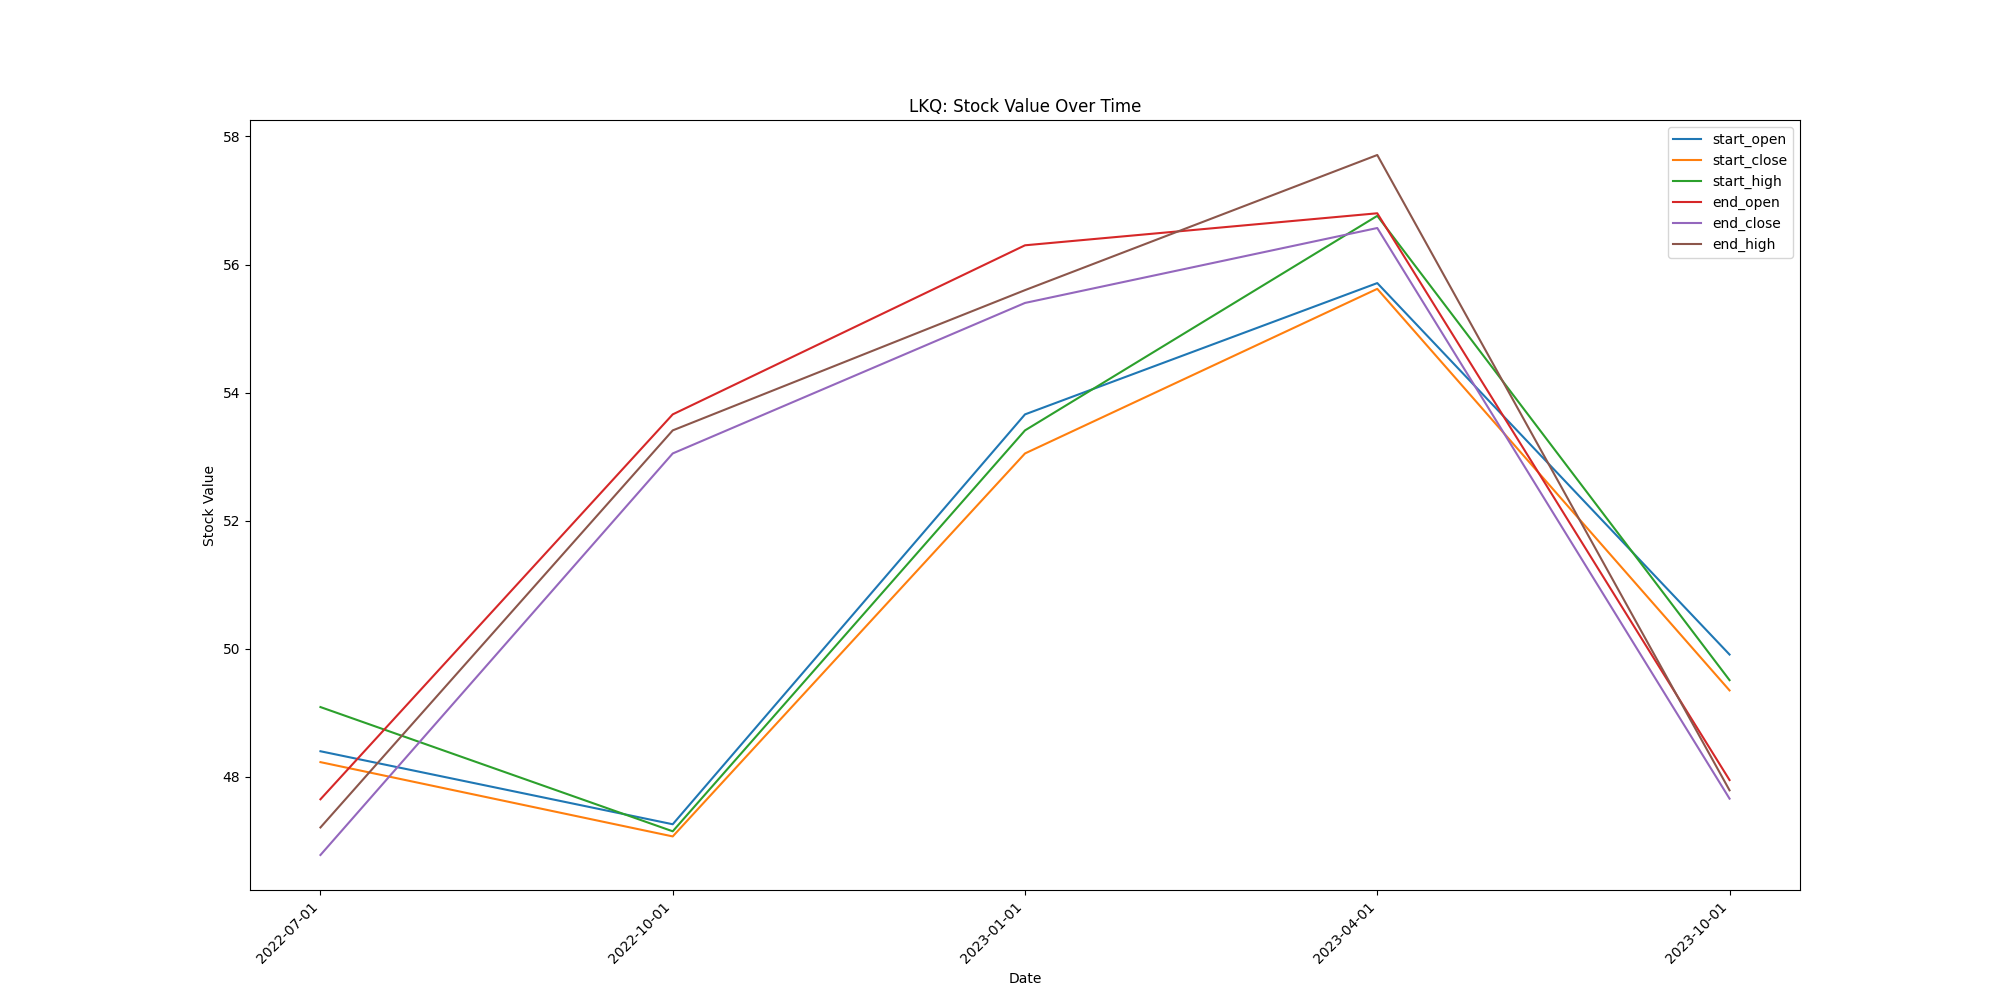 LKQ: Stock Value Over Time
start_open
start_close
start_high
end_open
end_close
end_high
Stock Value
58
56
54
52
50
48
2022-07-01
2022-10-01
2023-01-01
2023-04-01
2023-10-01
Date